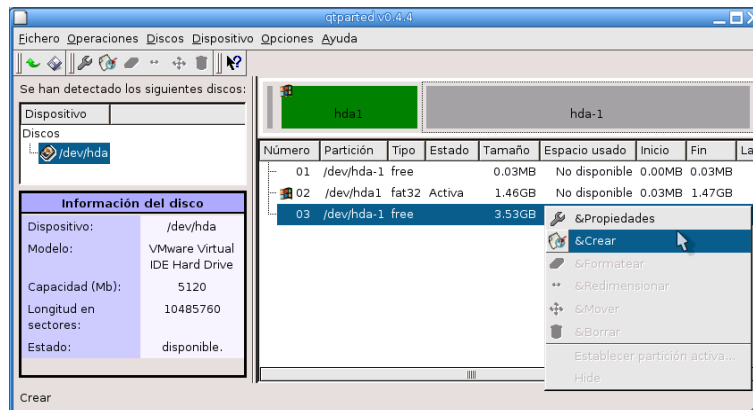 qtparted v0.4.4
Fichero Operaciones Discos Dispositivo Opciones Ayuda
Se han detectado los siguientes discos:
Dispositivo
Discos
/dev/hda
Información del disco
Dispositivo: /dev/hda
Modelo: VMware Virtual
IDE Hard Drive
Capacidad (Mb): 5120
Longitud en 10485760
sectores:
Estado: disponible.
hda1 hda-1
Número Partición Tipo Estado Tamaño Espacio usado Inicio Fin La
01 /dev/hda-1 free 0.03MB No disponible 0.00MB 0.03MB
02 /dev/hda1 fat32 Activa 1.46GB No disponible 0.03MB 1.47GB
03 /dev/hda-1 free 3.53GB
&Propiedades
&Crear
&Formatear
&Redimensionar
&Mover
&Borrar
Establecer partición activa...
Hide
Crear